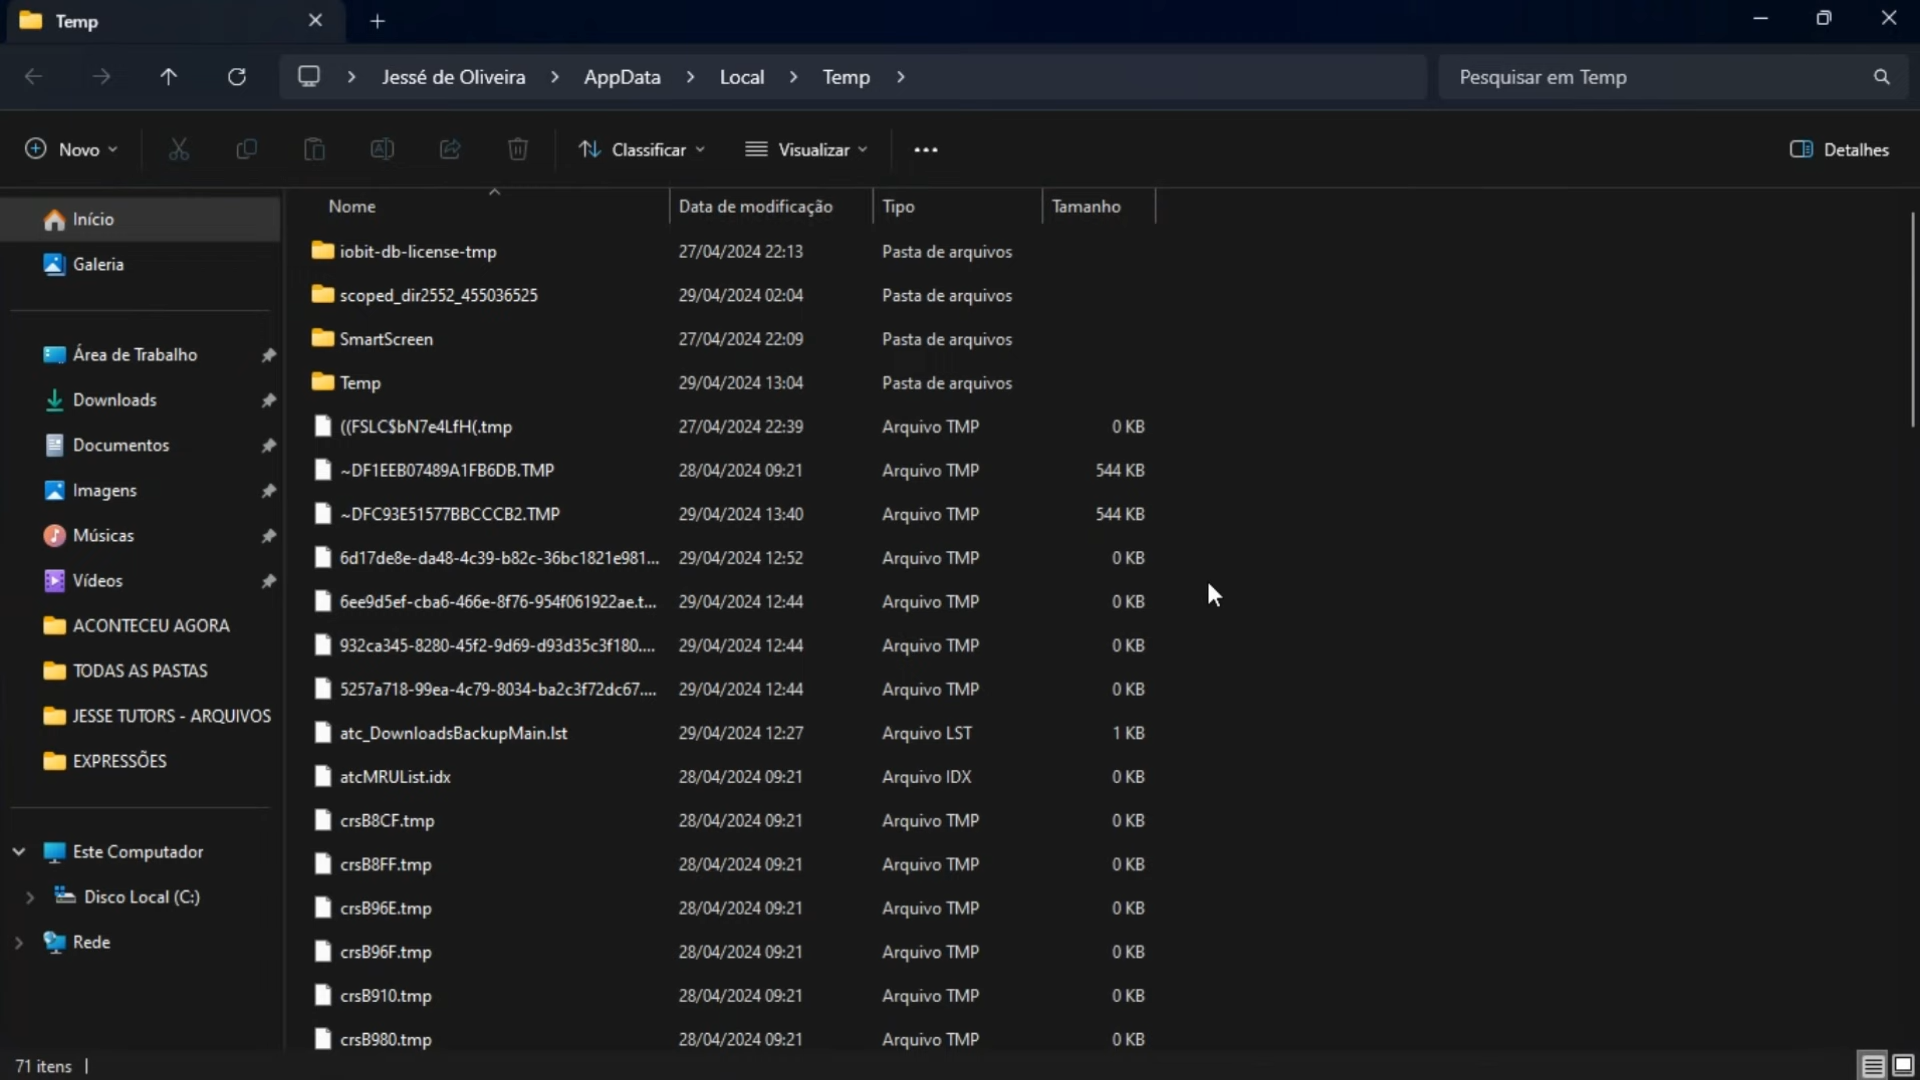 Temp
Jessé de Oliveira > AppData > Local > Temp >
Pesquisar em Temp
Novo
Classificar
Visualizar
Detalhes
Início
Galeria
Área de Trabalho
Downloads
Documentos
Imagens
Músicas
Vídeos
ACONTECEU AGORA
TODAS AS PASTAS
JESSE TUTORS - ARQUIVOS
EXPRESSÕES
Este Computador
Disco Local (C:)
Rede
Nome Data de modificação Tipo Tamanho
iobit-db-license-tmp 27/04/2024 22:13 Pasta de arquivos
scoped_dir2552_455036525 29/04/2024 02:04 Pasta de arquivos
SmartScreen 27/04/2024 22:09 Pasta de arquivos
Temp 29/04/2024 13:04 Pasta de arquivos
((FSLC$bN7e4LfH(.tmp 27/04/2024 22:39 Arquivo TMP 0 KB
~DF1EEB07489A1FB6DB.TMP 28/04/2024 09:21 Arquivo TMP 544 KB
~DFC93E51577BBCCCB2.TMP 29/04/2024 13:40 Arquivo TMP 544 KB
6d17de8e-da48-4c39-b82c-36bc1821e981... 29/04/2024 12:52 Arquivo TMP 0 KB
6ee9d5ef-cba6-466e-8f76-954f061922ae.t... 29/04/2024 12:44 Arquivo TMP 0 KB
932ca345-8280-45f2-9d69-d93d35c3f180.... 29/04/2024 12:44 Arquivo TMP 0 KB
5257a718-99ea-4c79-8034-ba2c3f72dc67.... 29/04/2024 12:44 Arquivo TMP 0 KB
atc_DownloadsBackupMain.lst 29/04/2024 12:27 Arquivo LST 1 KB
atcMRUList.idx 28/04/2024 09:21 Arquivo IDX 0 KB
crsB8CF.tmp 28/04/2024 09:21 Arquivo TMP 0 KB
crsB8FF.tmp 28/04/2024 09:21 Arquivo TMP 0 KB
crsB96E.tmp 28/04/2024 09:21 Arquivo TMP 0 KB
crsB96F.tmp 28/04/2024 09:21 Arquivo TMP 0 KB
crsB910.tmp 28/04/2024 09:21 Arquivo TMP 0 KB
crsB980.tmp 28/04/2024 09:21 Arquivo TMP 0 KB
71 itens